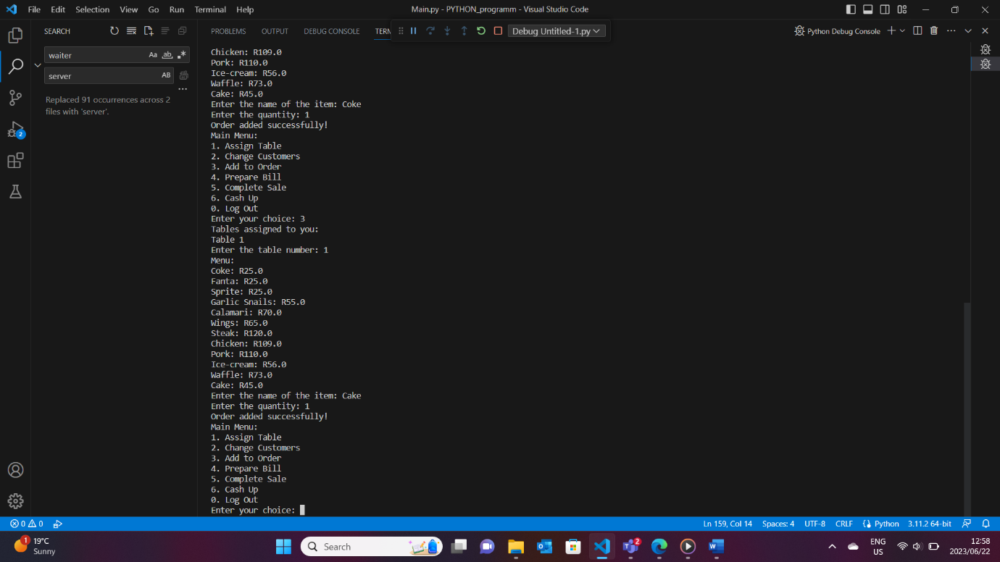 File Edit Selection View Go Run Terminal Help
Main.py - PYTHON_programm - Visual Studio Code
SEARCH
PROBLEMS OUTPUT DEBUG CONSOLE TERM
Debug Untitled-1.py
Python Debug Console
waiter
Aa ab
server
AB
Replaced 91 occurrences across 2
files with 'server'.
2
Chicken: R109.0
Pork: R110.0
Ice-cream: R56.0
Waffle: R73.0
Cake: R45.0
Enter the name of the item: Coke
Enter the quantity: 1
Order added successfully!
Main Menu:
1. Assign Table
2. Change Customers
3. Add to Order
4. Prepare Bill
5. Complete Sale
6. Cash Up
0. Log Out
Enter your choice: 3
Tables assigned to you:
Table 1
Enter the table number: 1
Menu:
Coke: R25.0
Fanta: R25.0
Sprite: R25.0
Garlic Snails: R55.0
Calamari: R70.0
Wings: R65.0
Steak: R120.0
Chicken: R109.0
Pork: R110.0
Ice-cream: R56.0
Waffle: R73.0
Cake: R45.0
Enter the name of the item: Cake
Enter the quantity: 1
Order added successfully!
Main Menu:
1. Assign Table
2. Change Customers
3. Add to Order
4. Prepare Bill
5. Complete Sale
6. Cash Up
0. Log Out
Enter your choice:
0 0
Ln 159, Col 14 Spaces: 4 UTF-8 CRLF Python 3.11.2 64-bit
1
19°C
Sunny
Search
2
W
ENG
US
12:58
2023/06/22